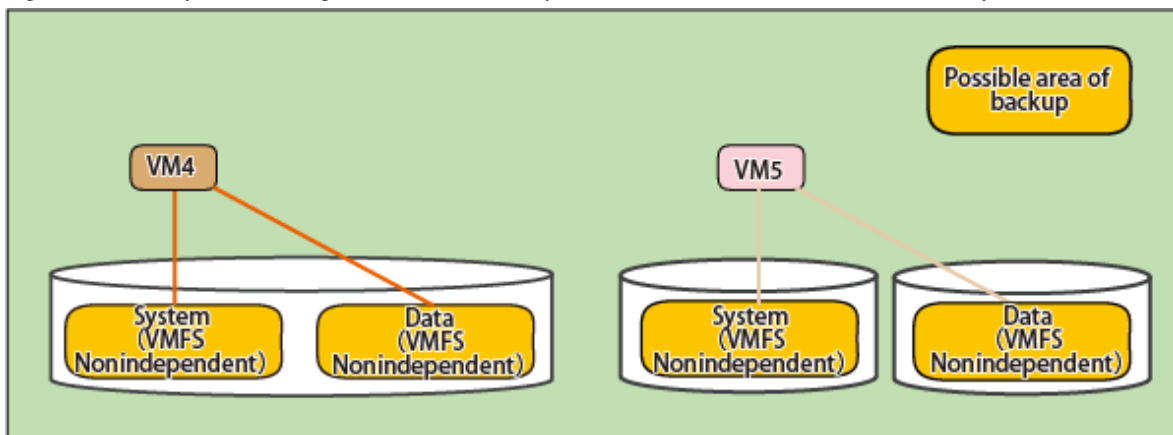 Possible area of
backup
VM4
VM5
System
(VMFS
Nonindependent)
Data
(VMFS
Nonindependent)
System
(VMFS
Nonindependent)
Data
(VMFS
Nonindependent)